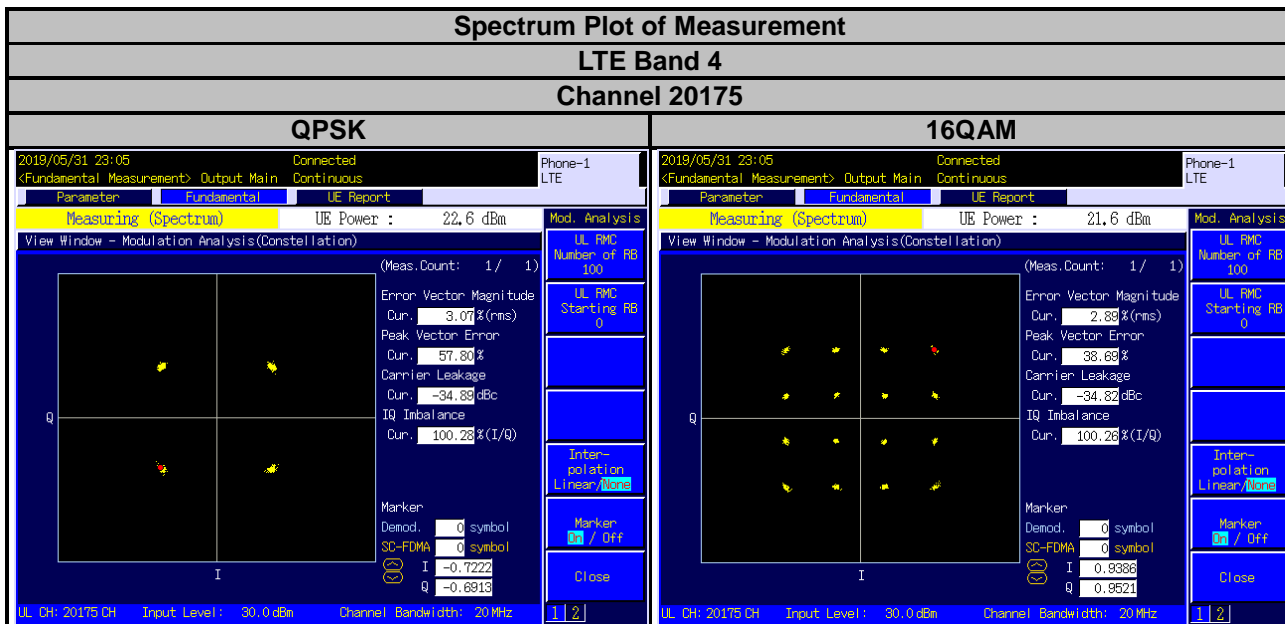 Spectrum Plot of Measurement
LTE Band 4
Channel 20175
QPSK
2019/05/31 23:05 Connected
<Fundamental Measurement> Output Main Continuous
Phone-1
LTE
Parameter Fundamental UE Report
Measuring (Spectrum) UE Power : 22.6 dBm
Mod. Analysis
View Window - Modulation Analysis(Constellation)
(Meas.Count: 1/ 1)
Error Vector Magnitude
Cur. 3.07 %(rms)
Peak Vector Error
Cur. 57.80 %
Carrier Leakage
Cur. -34.89 dBc
IQ Imbalance
Cur. 100.28 %(I/Q)
Q
I
Marker
Demod. 0 symbol
SC-FDMA 0 symbol
I -0.7222
Q -0.6913
UL RMC
Number of RB
100
UL RMC
Starting RB
0
Inter-
polation
Linear/None
Marker
On / Off
Close
UL CH: 20175 CH Input Level: 30.0 dBm Channel Bandwidth: 20 MHz
1 2
16QAM
2019/05/31 23:05 Connected
<Fundamental Measurement> Output Main Continuous
Phone-1
LTE
Parameter Fundamental UE Report
Measuring (Spectrum) UE Power : 21.6 dBm
Mod. Analysis
View Window - Modulation Analysis(Constellation)
(Meas.Count: 1/ 1)
Error Vector Magnitude
Cur. 2.89 %(rms)
Peak Vector Error
Cur. 38.69 %
Carrier Leakage
Cur. -34.82 dBc
IQ Imbalance
Cur. 100.26 %(I/Q)
Q
I
Marker
Demod. 0 symbol
SC-FDMA 0 symbol
I 0.9386
Q 0.9521
UL RMC
Number of RB
100
UL RMC
Starting RB
0
Inter-
polation
Linear/None
Marker
On / Off
Close
UL CH: 20175 CH Input Level: 30.0 dBm Channel Bandwidth: 20 MHz
1 2